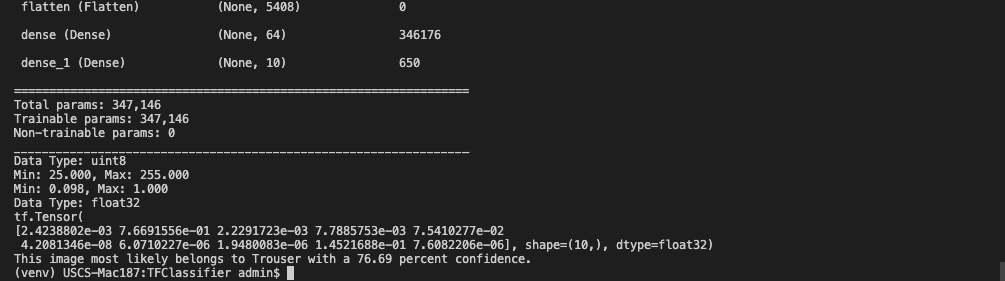 flatten (Flatten) (None, 5408) 0
dense (Dense) (None, 64) 346176
dense_1 (Dense) (None, 10) 650
=================================================================
Total params: 347,146
Trainable params: 347,146
Non-trainable params: 0
_________________________________________________________________
Data Type: uint8
Min: 25.000, Max: 255.000
Min: 0.098, Max: 1.000
Data Type: float32
tf.Tensor(
[2.4238802e-03 7.6691556e-01 2.2291723e-03 7.7885753e-03 7.5410277e-02
4.2081346e-08 6.0710227e-06 1.9480083e-06 1.4521688e-01 7.6082206e-06], shape=(10,), dtype=float32)
This image most likely belongs to Trouser with a 76.69 percent confidence.
(venv) USCS-Mac187:TFClassifier admin$